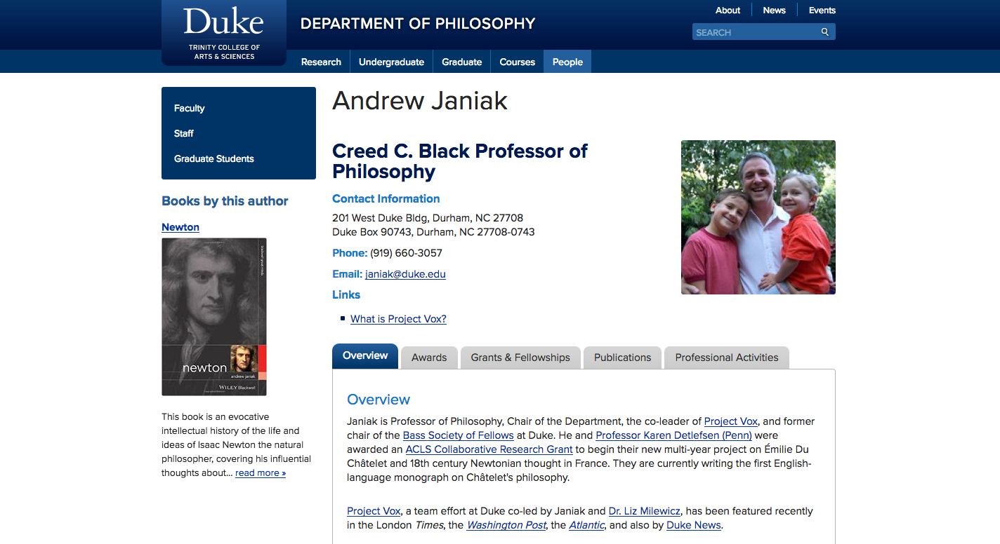 Duke
TRINITY COLLEGE OF
ARTS & SCIENCES
DEPARTMENT OF PHILOSOPHY
About
News
Events
SEARCH
Research
Undergraduate
Graduate
Courses
People
Faculty
Staff
Graduate Students
Books by this author
Newton
newton
andrew janiak
WILEY Blackwell
This book is an evocative
intellectual history of the life and
ideas of Isaac Newton the natural
philosopher, covering his influential
thoughts about... read more »
Andrew Janiak
Creed C. Black Professor of
Philosophy
Contact Information
201 West Duke Bldg, Durham, NC 27708
Duke Box 90743, Durham, NC 27708-0743
Phone: (919) 660-3057
Email: janiak@duke.edu
Links
What is Project Vox?
Overview
Awards
Grants & Fellowships
Publications
Professional Activities
Overview
Janiak is Professor of Philosophy, Chair of the Department, the co-leader of Project Vox, and former
chair of the Bass Society of Fellows at Duke. He and Professor Karen Detlefsen (Penn) were
awarded an ACLS Collaborative Research Grant to begin their new multi-year project on Émilie Du
Châtelet and 18th century Newtonian thought in France. They are currently writing the first English-
language monograph on Châtelet's philosophy.
Project Vox, a team effort at Duke co-led by Janiak and Dr. Liz Milewicz, has been featured recently
in the London Times, the Washington Post, the Atlantic, and also by Duke News.